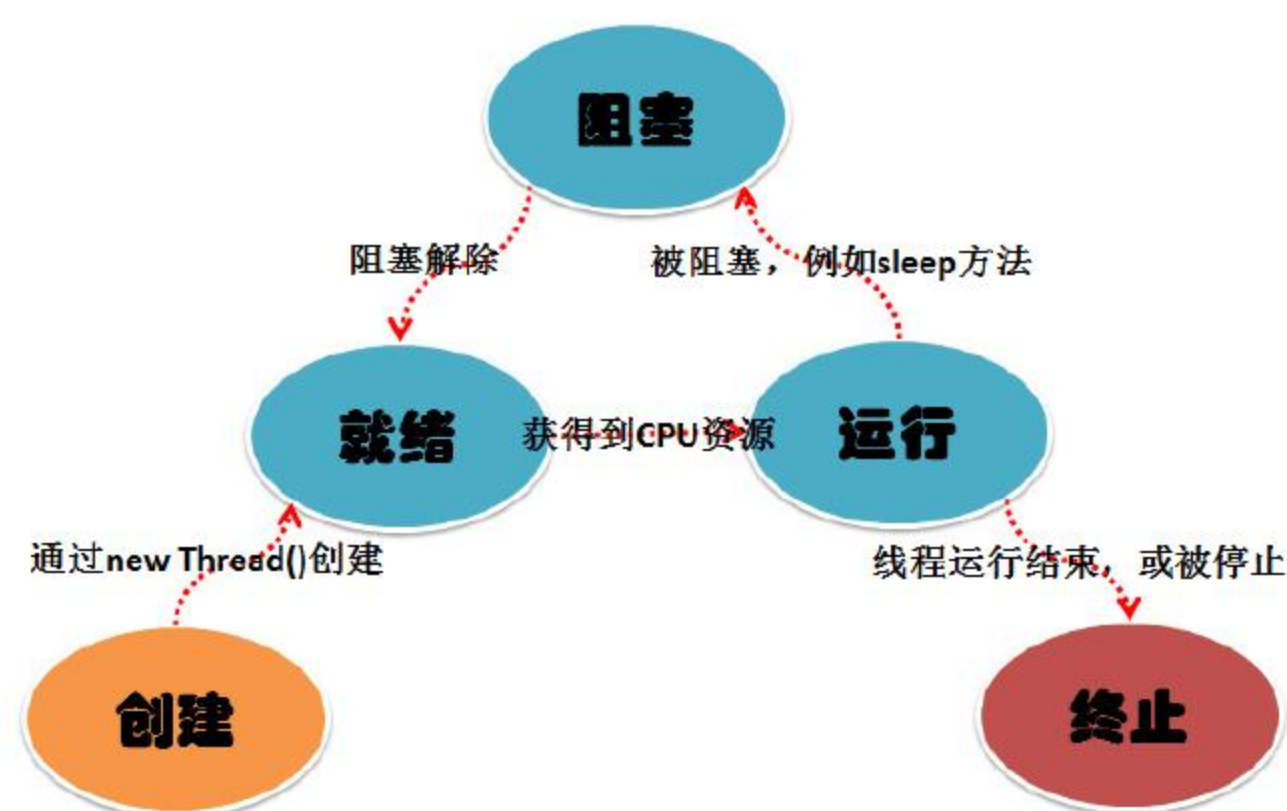 阻塞
阻塞解除
被阻塞，例如sleep方法
就绪
获得到CPU资源
运行
通过new Thread()创建
线程运行结束，或被停止
创建
终止